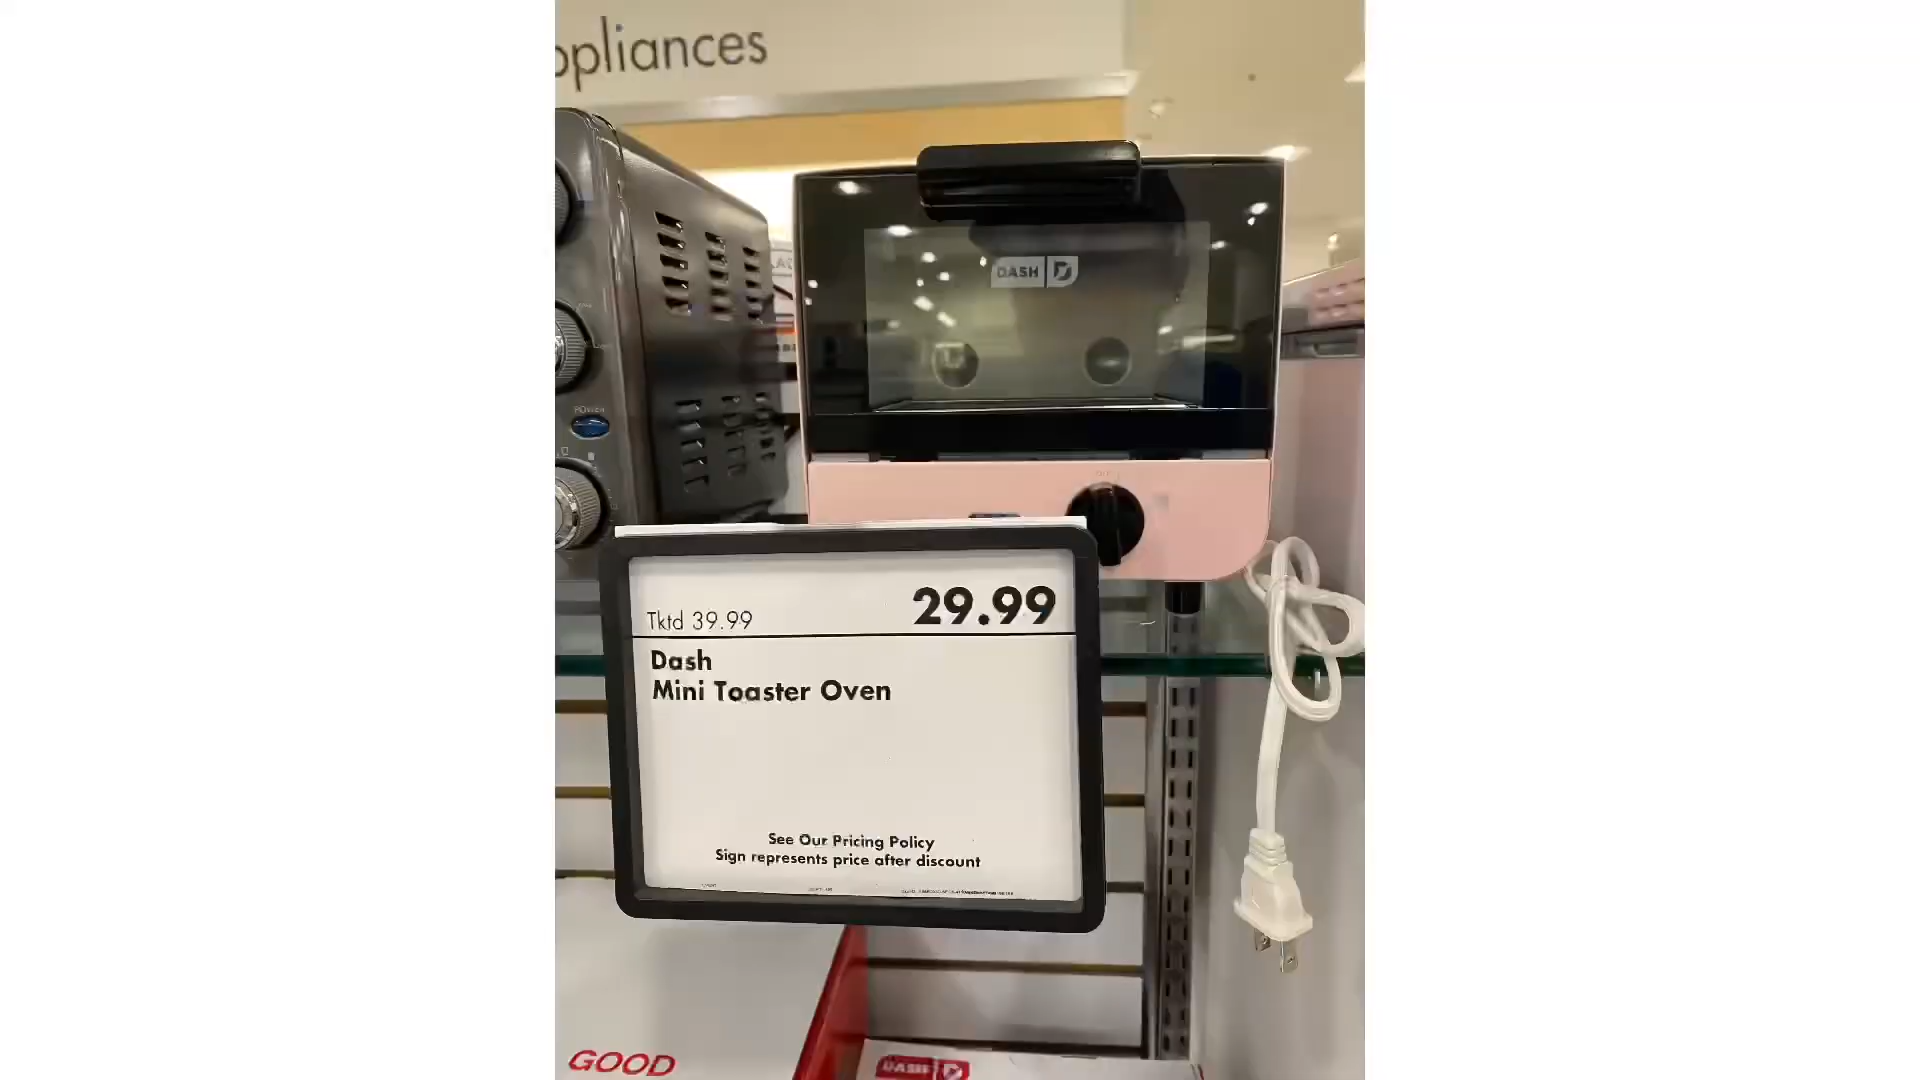 ppliances
DASH D
POWER
Tktd 39.99
29.99
Dash
Mini Toaster Oven
See Our Pricing Policy
Sign represents price after discount
GOOD
DASH D